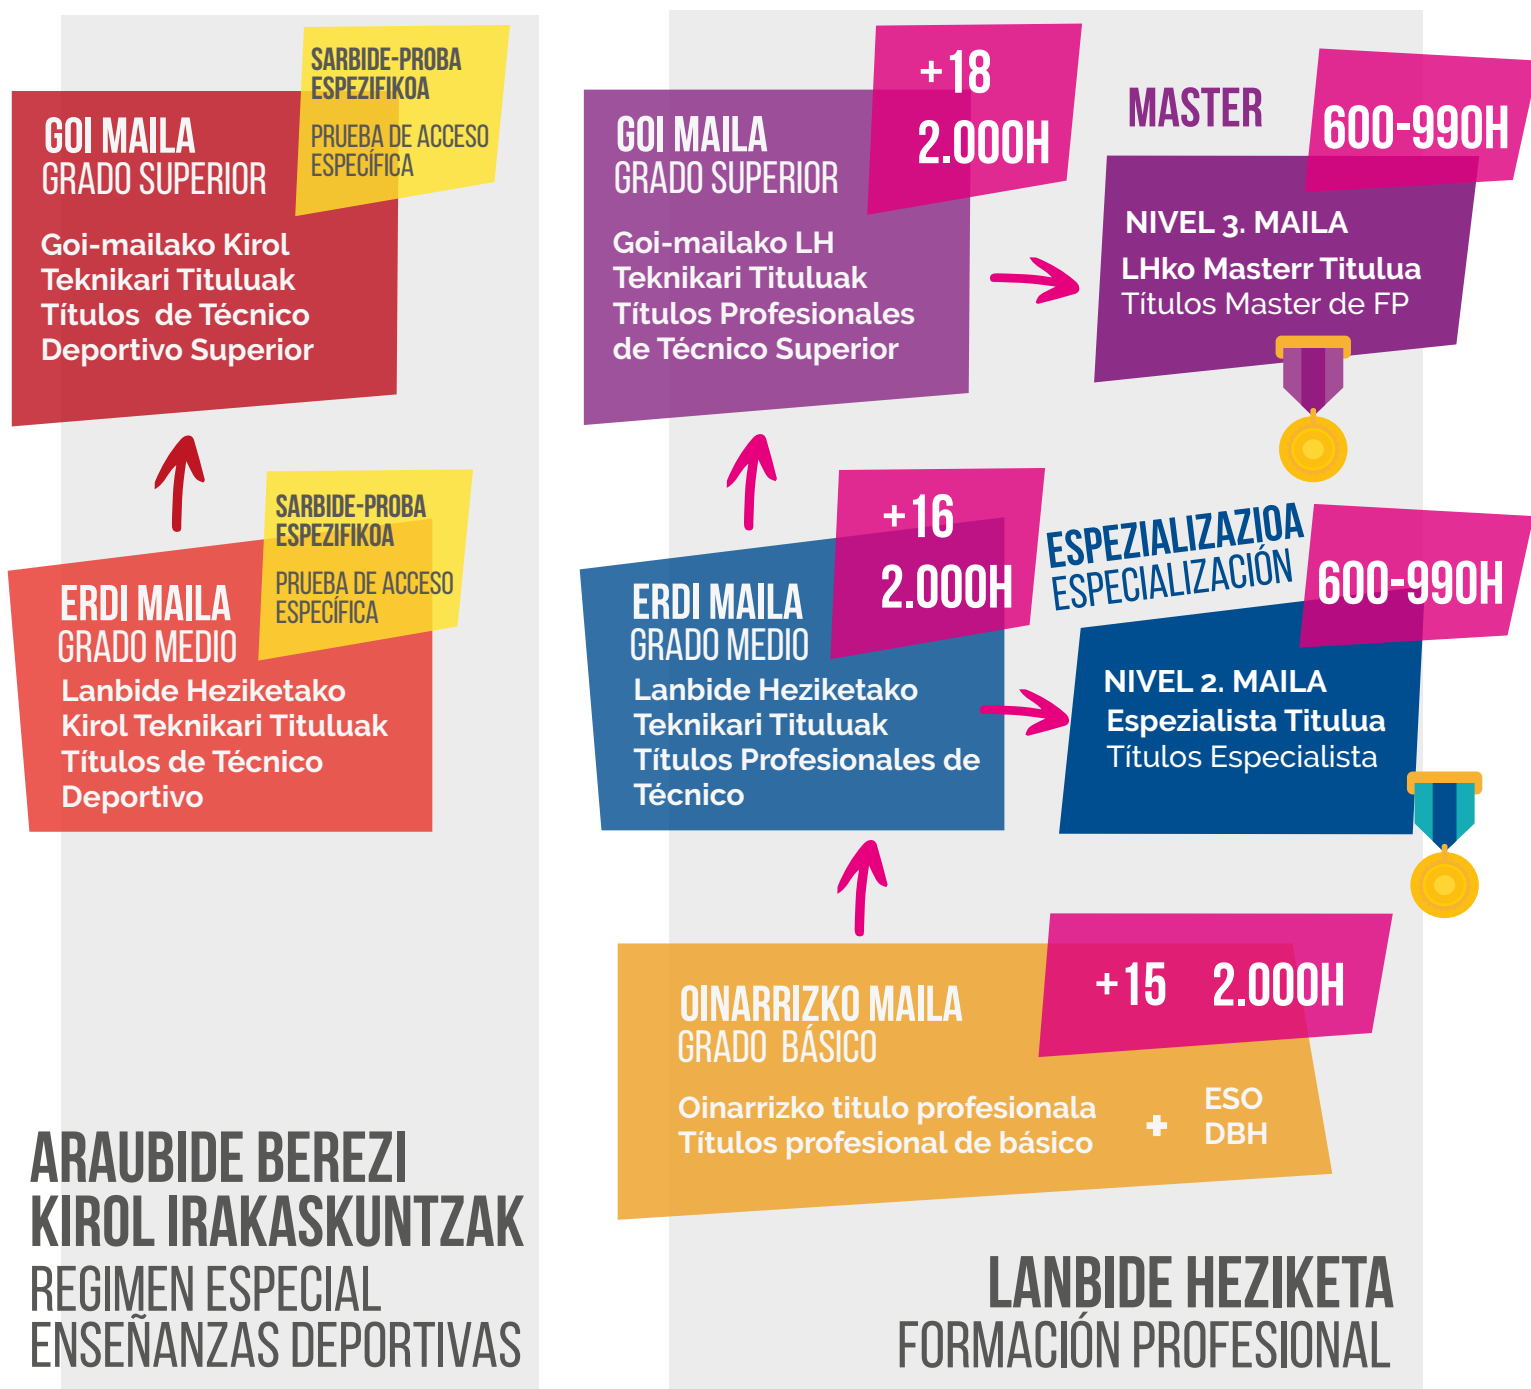 SARBIDE-PROBA
ESPEZIFIKOA
PRUEBA DE ACCESO
ESPECÍFICA
GOI MAILA
GRADO SUPERIOR
Goi-mailako Kirol
Teknikari Tituluak
Títulos de Técnico
Deportivo Superior
SARBIDE-PROBA
ESPEZIFIKOA
PRUEBA DE ACCESO
ESPECÍFICA
ERDI MAILA
GRADO MEDIO
Lanbide Heziketako
Kirol Teknikari Tituluak
Títulos de Técnico
Deportivo
ARAUBIDE BEREZI
KIROL IRAKASKUNTZAK
REGIMEN ESPECIAL
ENSEÑANZAS DEPORTIVAS
+18
2.000H
GOI MAILA
GRADO SUPERIOR
Goi-mailako LH
Teknikari Tituluak
Títulos Profesionales
de Técnico Superior
MASTER
600-990H
NIVEL 3. MAILA
LHko Masterr Titulua
Títulos Master de FP
+16
2.000H
ERDI MAILA
GRADO MEDIO
Lanbide Heziketako
Teknikari Tituluak
Títulos Profesionales de
Técnico
ESPEZIALIZAZIOA
ESPECIALIZACIÓN
600-990H
NIVEL 2. MAILA
Espezialista Titulua
Títulos Especialista
+15 2.000H
OINARRIZKO MAILA
GRADO BÁSICO
Oinarrizko titulo profesionala
Títulos profesional de básico
+
ESO
DBH
LANBIDE HEZIKETA
FORMACIÓN PROFESIONAL